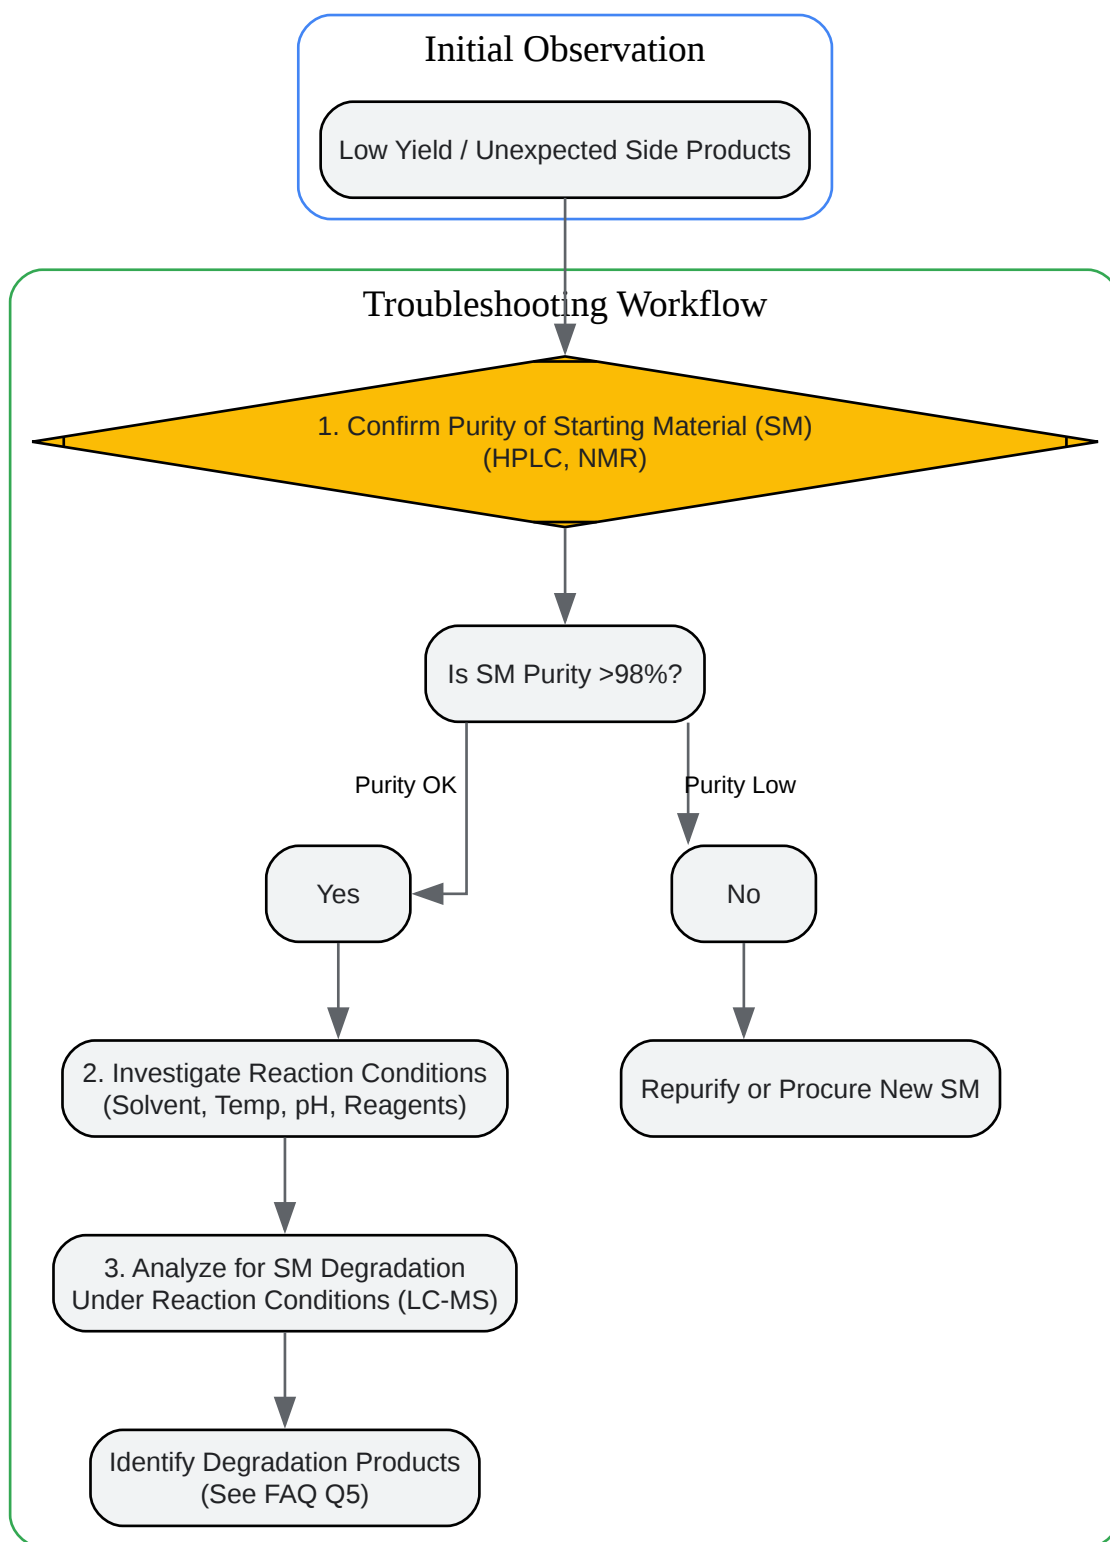 Initial Observation
Low Yield / Unexpected Side Products
Troubleshooting Workflow
1. Confirm Purity of Starting Material (SM)
(HPLC, NMR)
Is SM Purity >98%?
Purity OK
Purity Low
Yes
No
2. Investigate Reaction Conditions
(Solvent, Temp, pH, Reagents)
Repurify or Procure New SM
3. Analyze for SM Degradation
Under Reaction Conditions (LC-MS)
Identify Degradation Products
(See FAQ Q5)